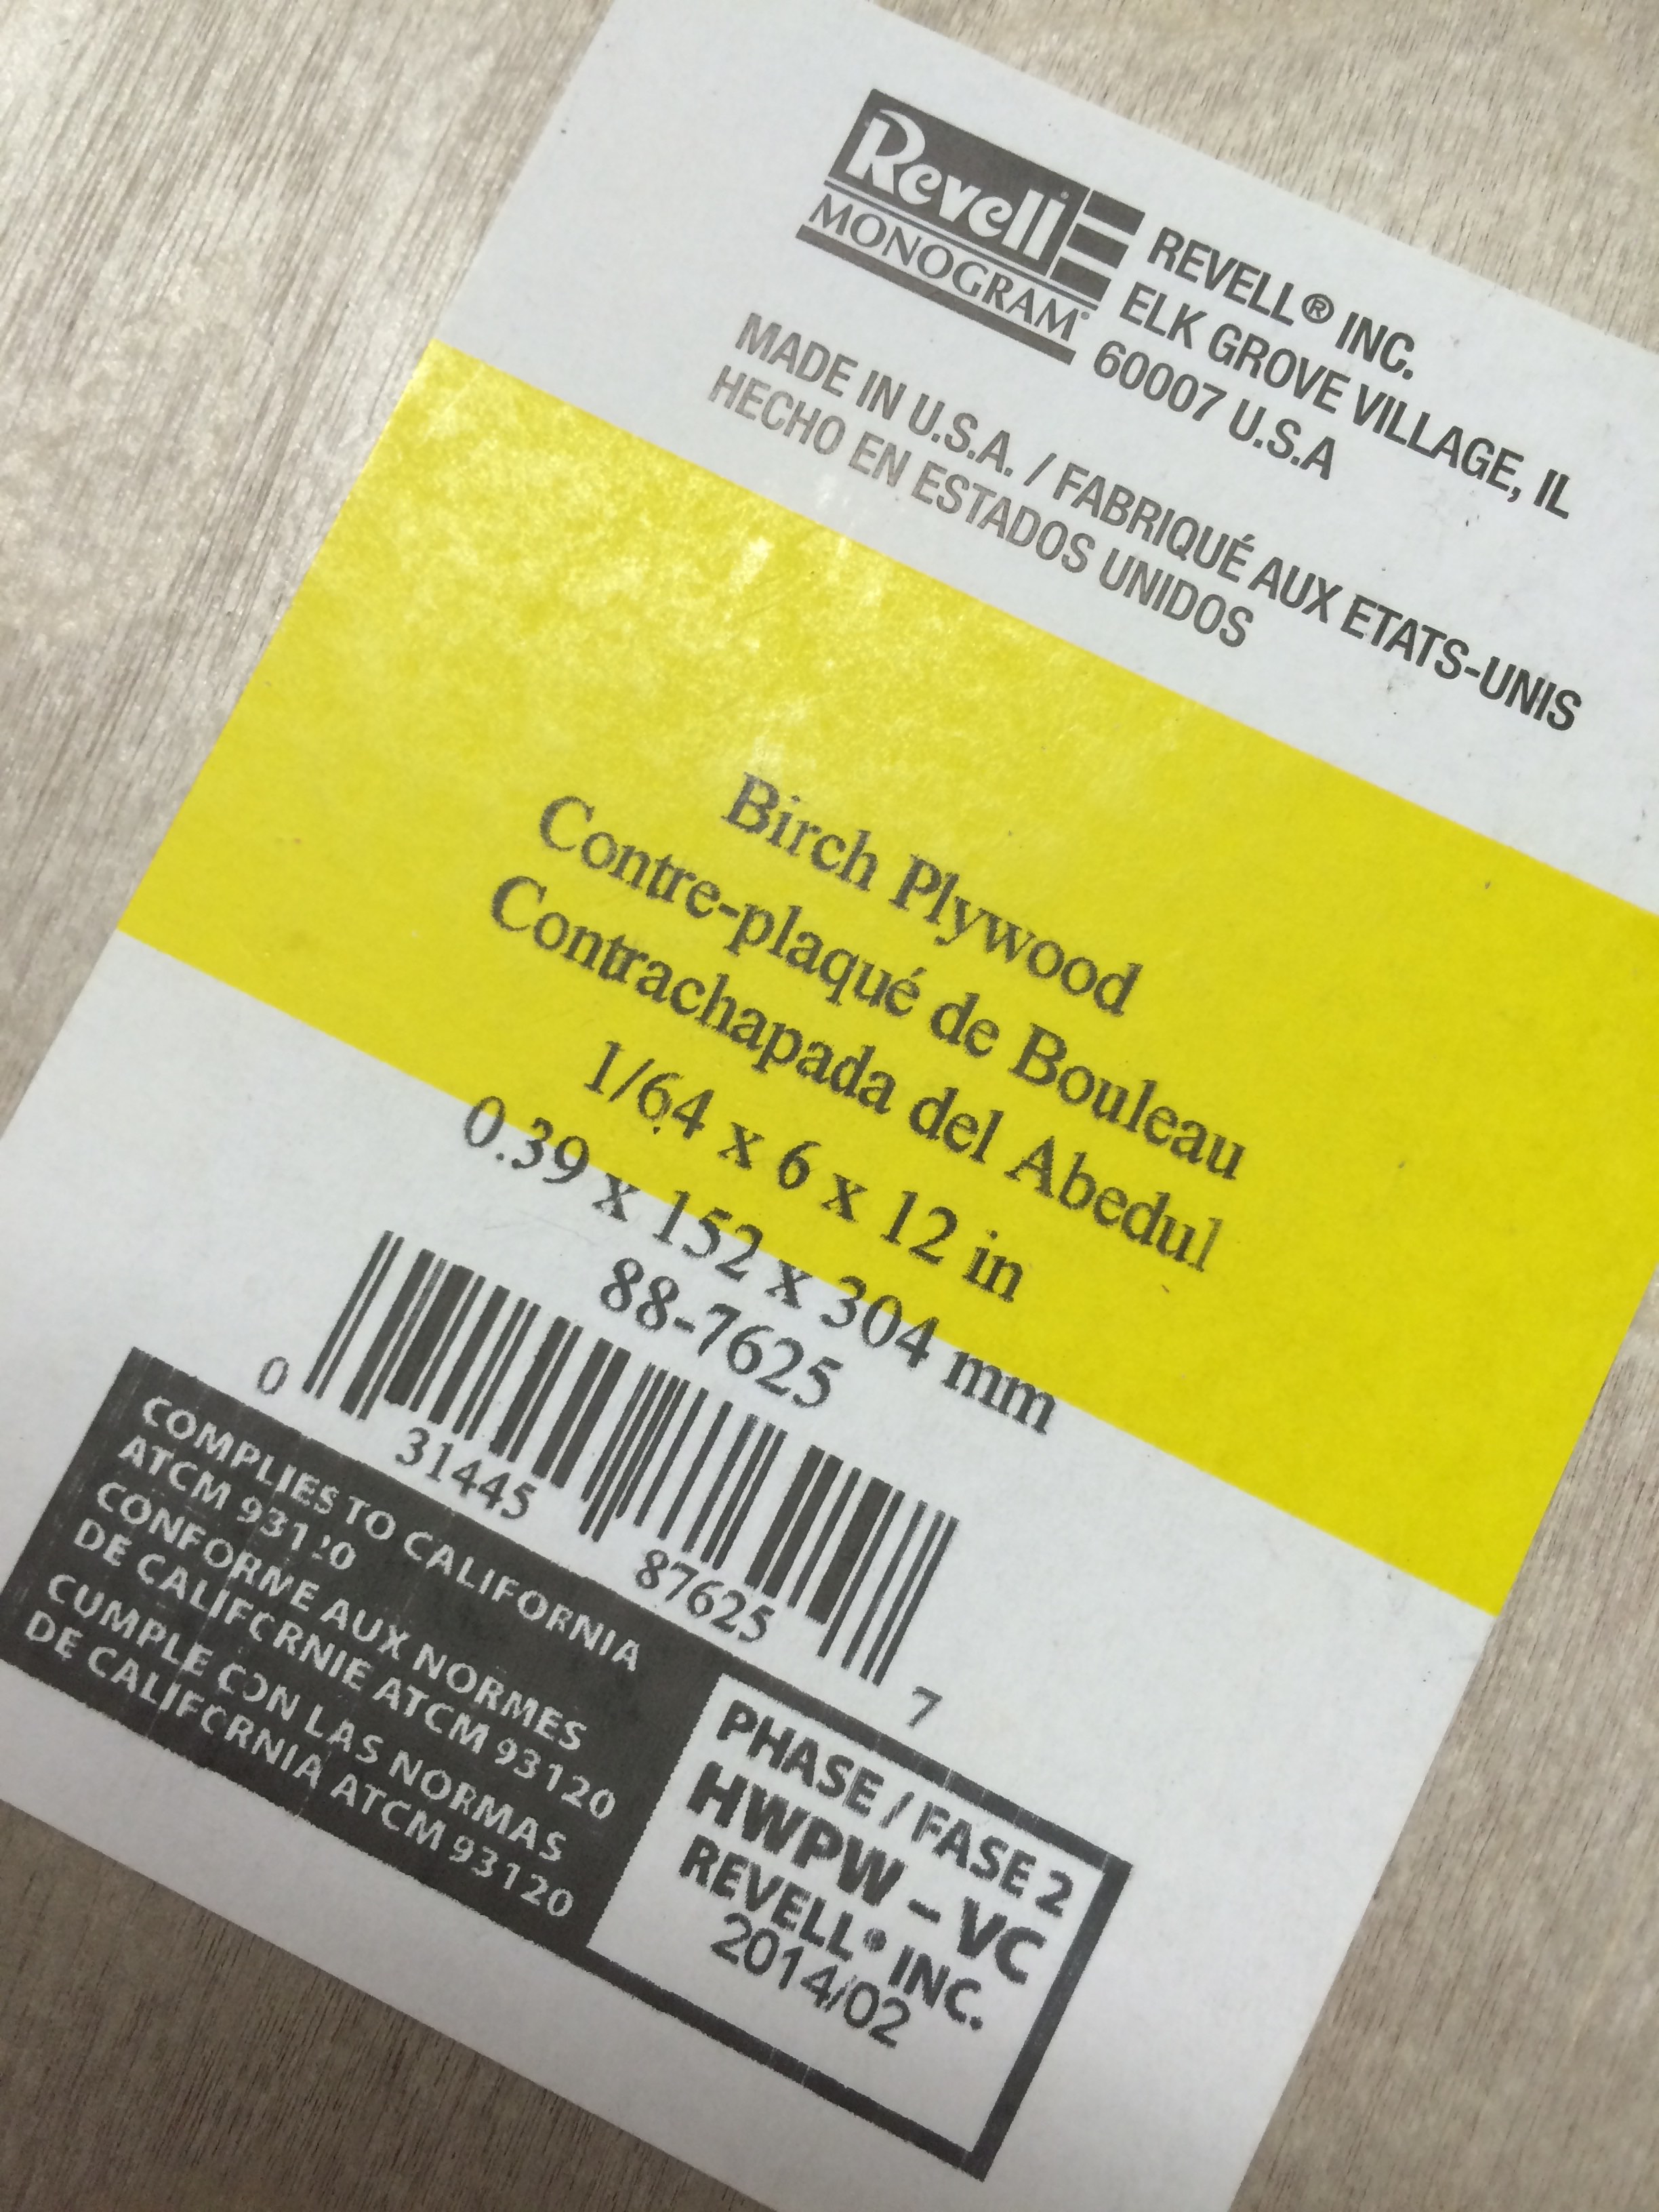 Revell
MONOGRAM
REVELL® INC.
ELK GROVE VILLAGE, IL
60007 U.S.A
MADE IN U.S.A. / FABRIQUÉ AUX ETATS-UNIS
HECHO EN ESTADOS UNIDOS
Birch Plywood
Contre-plaqué de Bouleau
Contrachapada del Abedul
1/64 x 6 x 12 in
0.39 x 152 x 304 mm
88-7625
0 31445 87625 7
COMPLIES TO CALIFORNIA
ATCM 93120
CONFORME AUX NORMES
DE CALIFORNIE ATCM 93120
CUMPLE CON LAS NORMAS
DE CALIFORNIA ATCM 93120
PHASE / FASE 2
HWPW – VC
REVELL® INC.
2014/02